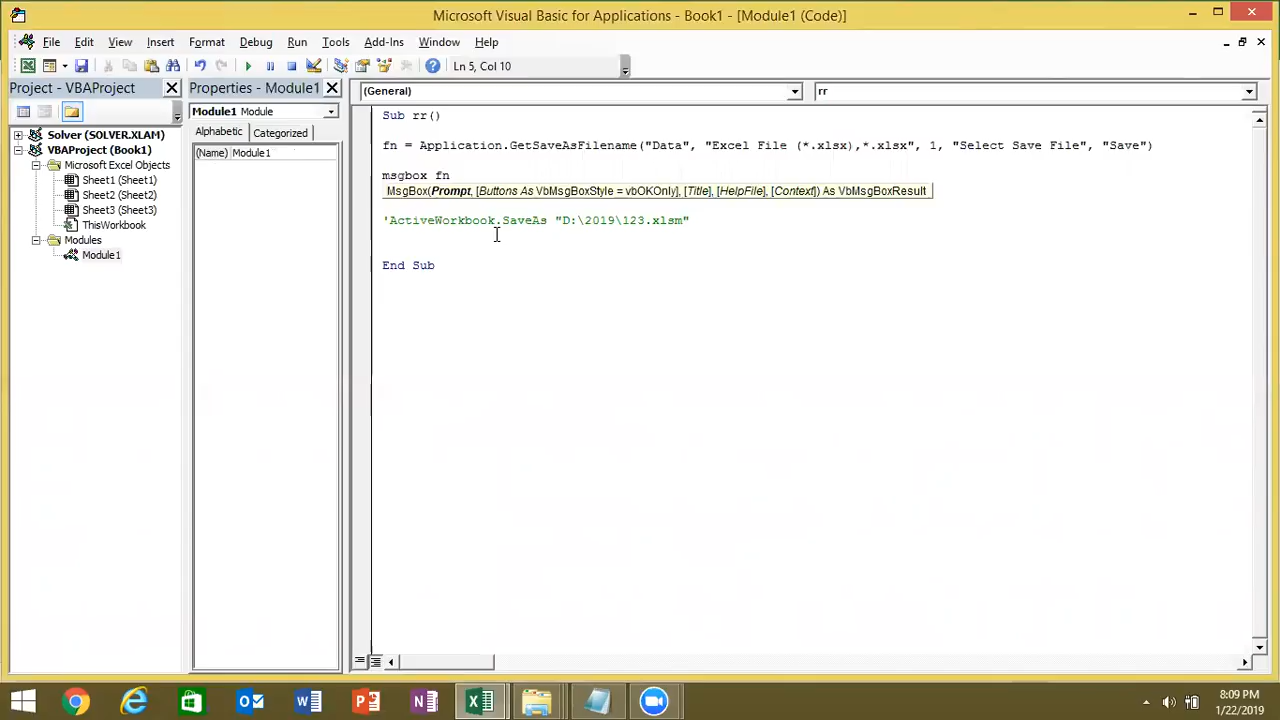 Microsoft Visual Basic for Applications - Book1 - [Module1 (Code)]
File Edit View Insert Format Debug Run Tools Add-Ins Window Help
Ln 5, Col 10
Project - VBAProject
Properties - Module1
(General)
rr
Module1 Module
Alphabetic Categorized
(Name) Module1
Solver (SOLVER.XLAM)
VBAProject (Book1)
Microsoft Excel Objects
Sheet1 (Sheet1)
Sheet2 (Sheet2)
Sheet3 (Sheet3)
ThisWorkbook
Modules
Module1
Sub rr()
fn = Application.GetSaveAsFilename("Data", "Excel File (*.xlsx),*.xlsx", 1, "Select Save File", "Save")
msgbox fn
MsgBox(Prompt, [Buttons As VbMsgBoxStyle = vbOKOnly], [Title], [HelpFile], [Context]) As VbMsgBoxResult
'ActiveWorkbook.SaveAs "D:\2019\123.xlsm"
End Sub
8:09 PM
1/22/2019